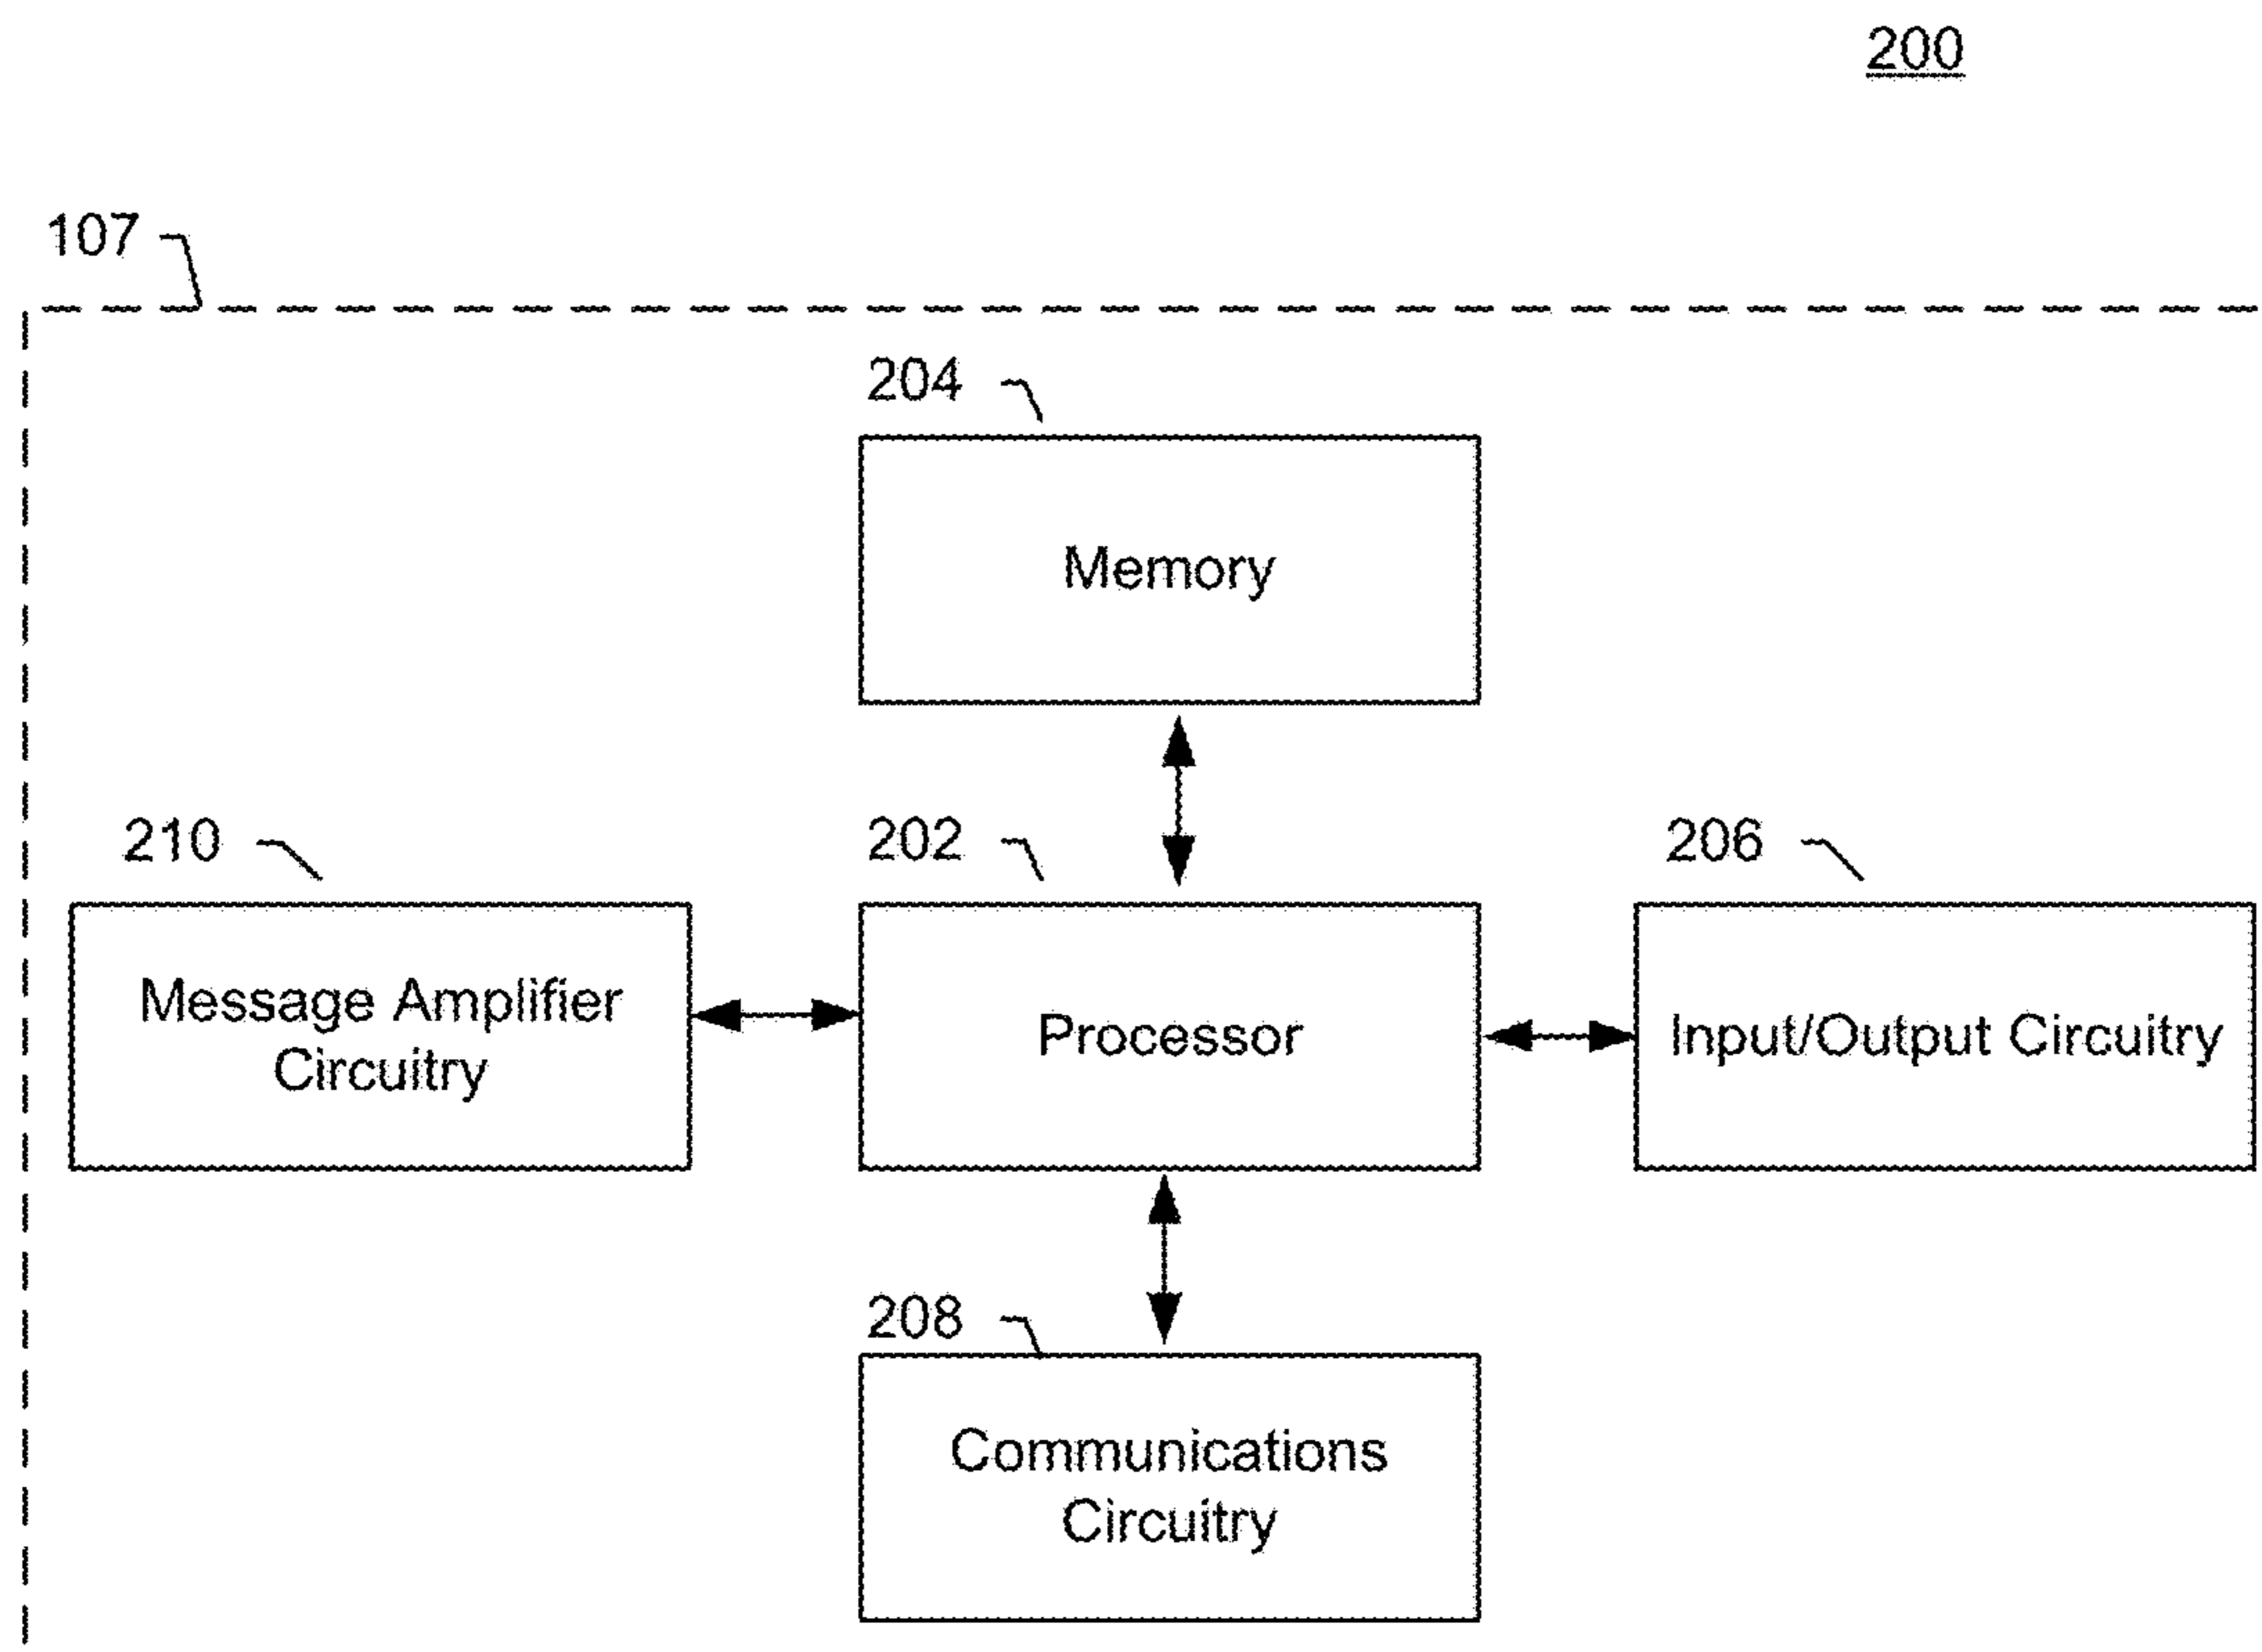 200
107
204
Memory
210
202
206
Message Amplifier
Circuitry
Processor
Input/Output Circuitry
208
Communications
Circuitry